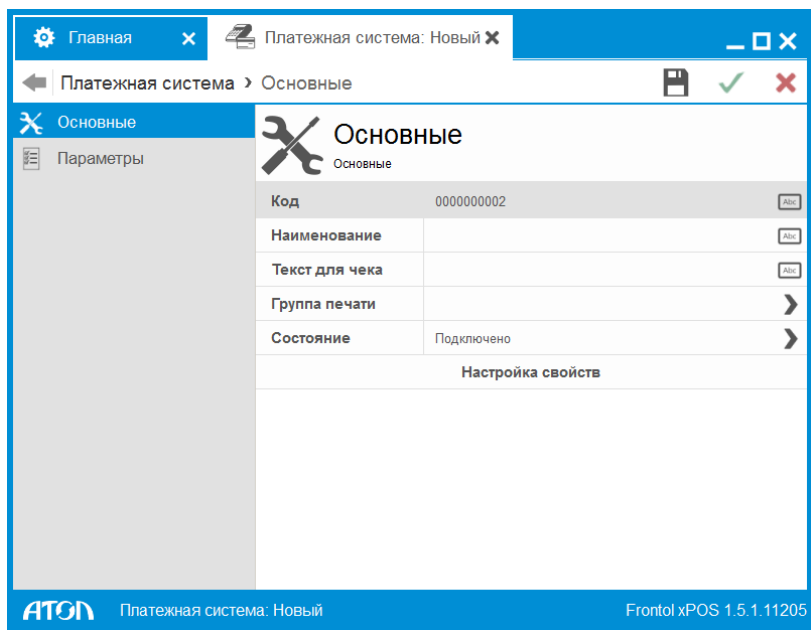 Главная
Платежная система: Новый
Платежная система > Основные
Основные
Параметры
Основные
Основные
Код 0000000002 Abc
Наименование Abc
Текст для чека Abc
Группа печати
Состояние Подключено
Настройка свойств
АТОЛ Платежная система: Новый Frontol xPOS 1.5.1.11205